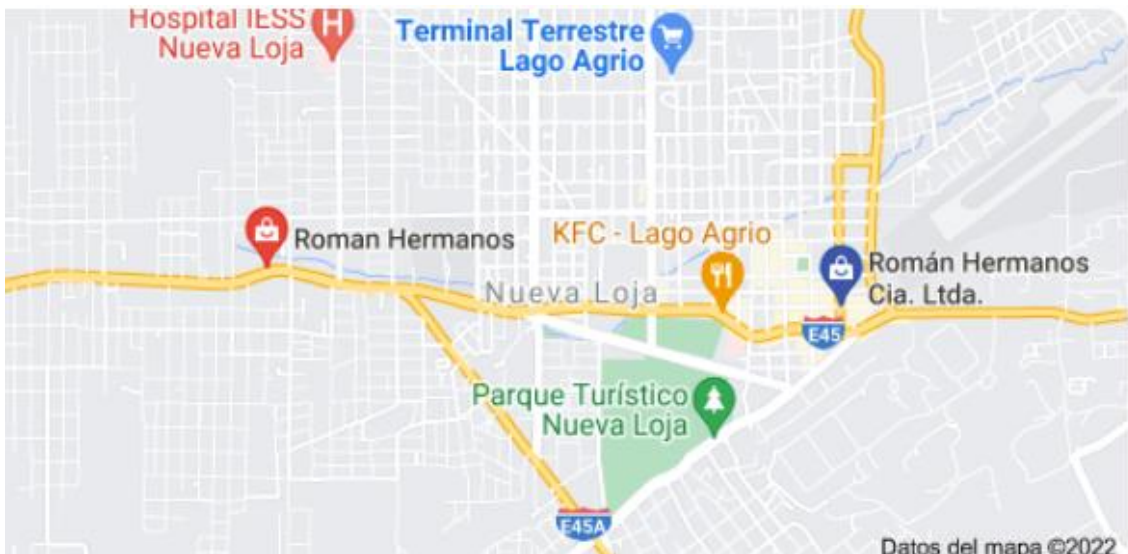 Hospital IESS
Nueva Loja
H
Terminal Terrestre
Lago Agrio
Roman Hermanos
KFC - Lago Agrio
Román Hermanos
Cia. Ltda.
Nueva Loja
E45
Parque Turístico
Nueva Loja
E45A
Datos del mapa ©2022